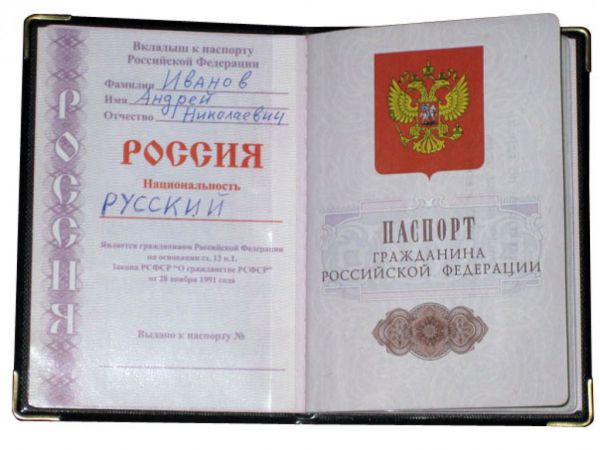 РОССИЯ
Вкладыш к паспорту
Российской Федерации
Фамилия Иванов
Имя Андрей
Отчество Николаевич
РОССИЯ
Национальность
РУССКИЙ
Является гражданином Российской Федерации
на основании ст. 13 п.1.
Закона РСФСР "О гражданстве РСФСР"
от 28 ноября 1991 года
Выдано к паспорту №
ПАСПОРТ
ГРАЖДАНИНА
РОССИЙСКОЙ ФЕДЕРАЦИИ